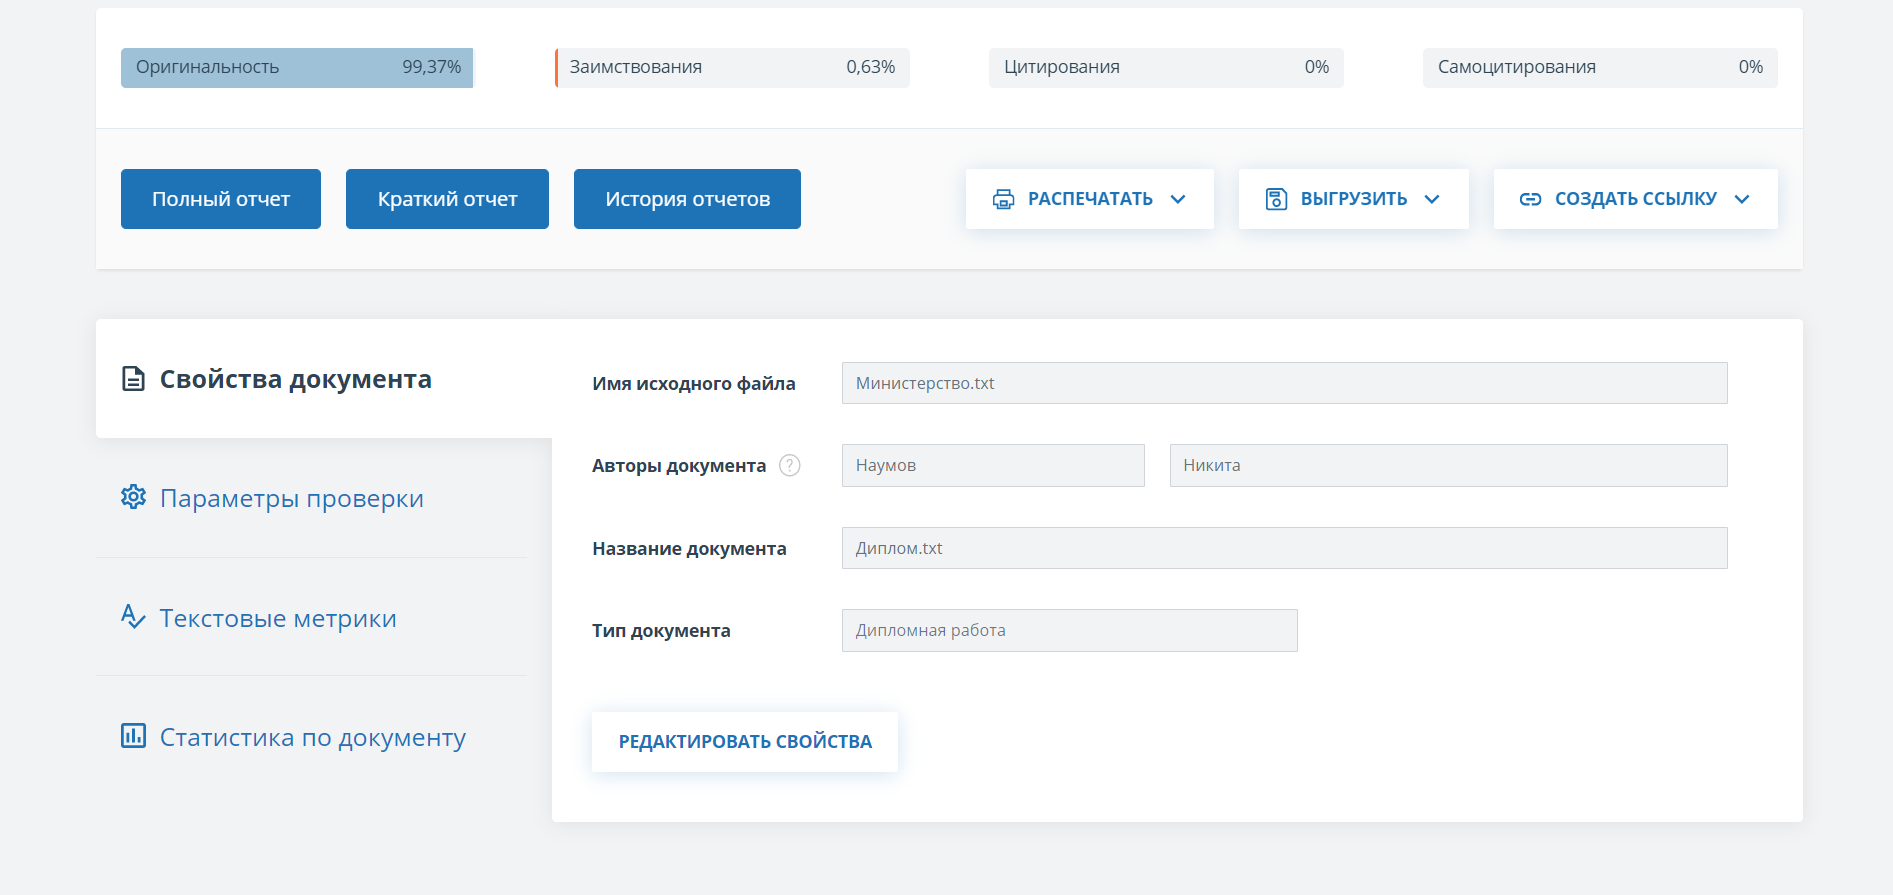 Оригинальность 99,37%
Заимствования 0,63%
Цитирования 0%
Самоцитирования 0%
Полный отчет
Краткий отчет
История отчетов
РАСПЕЧАТАТЬ
ВЫГРУЗИТЬ
СОЗДАТЬ ССЫЛКУ
Свойства документа
Параметры проверки
Текстовые метрики
Статистика по документу
Имя исходного файла Министерство.txt
Авторы документа ? Наумов Никита
Название документа Диплом.txt
Тип документа Дипломная работа
РЕДАКТИРОВАТЬ СВОЙСТВА